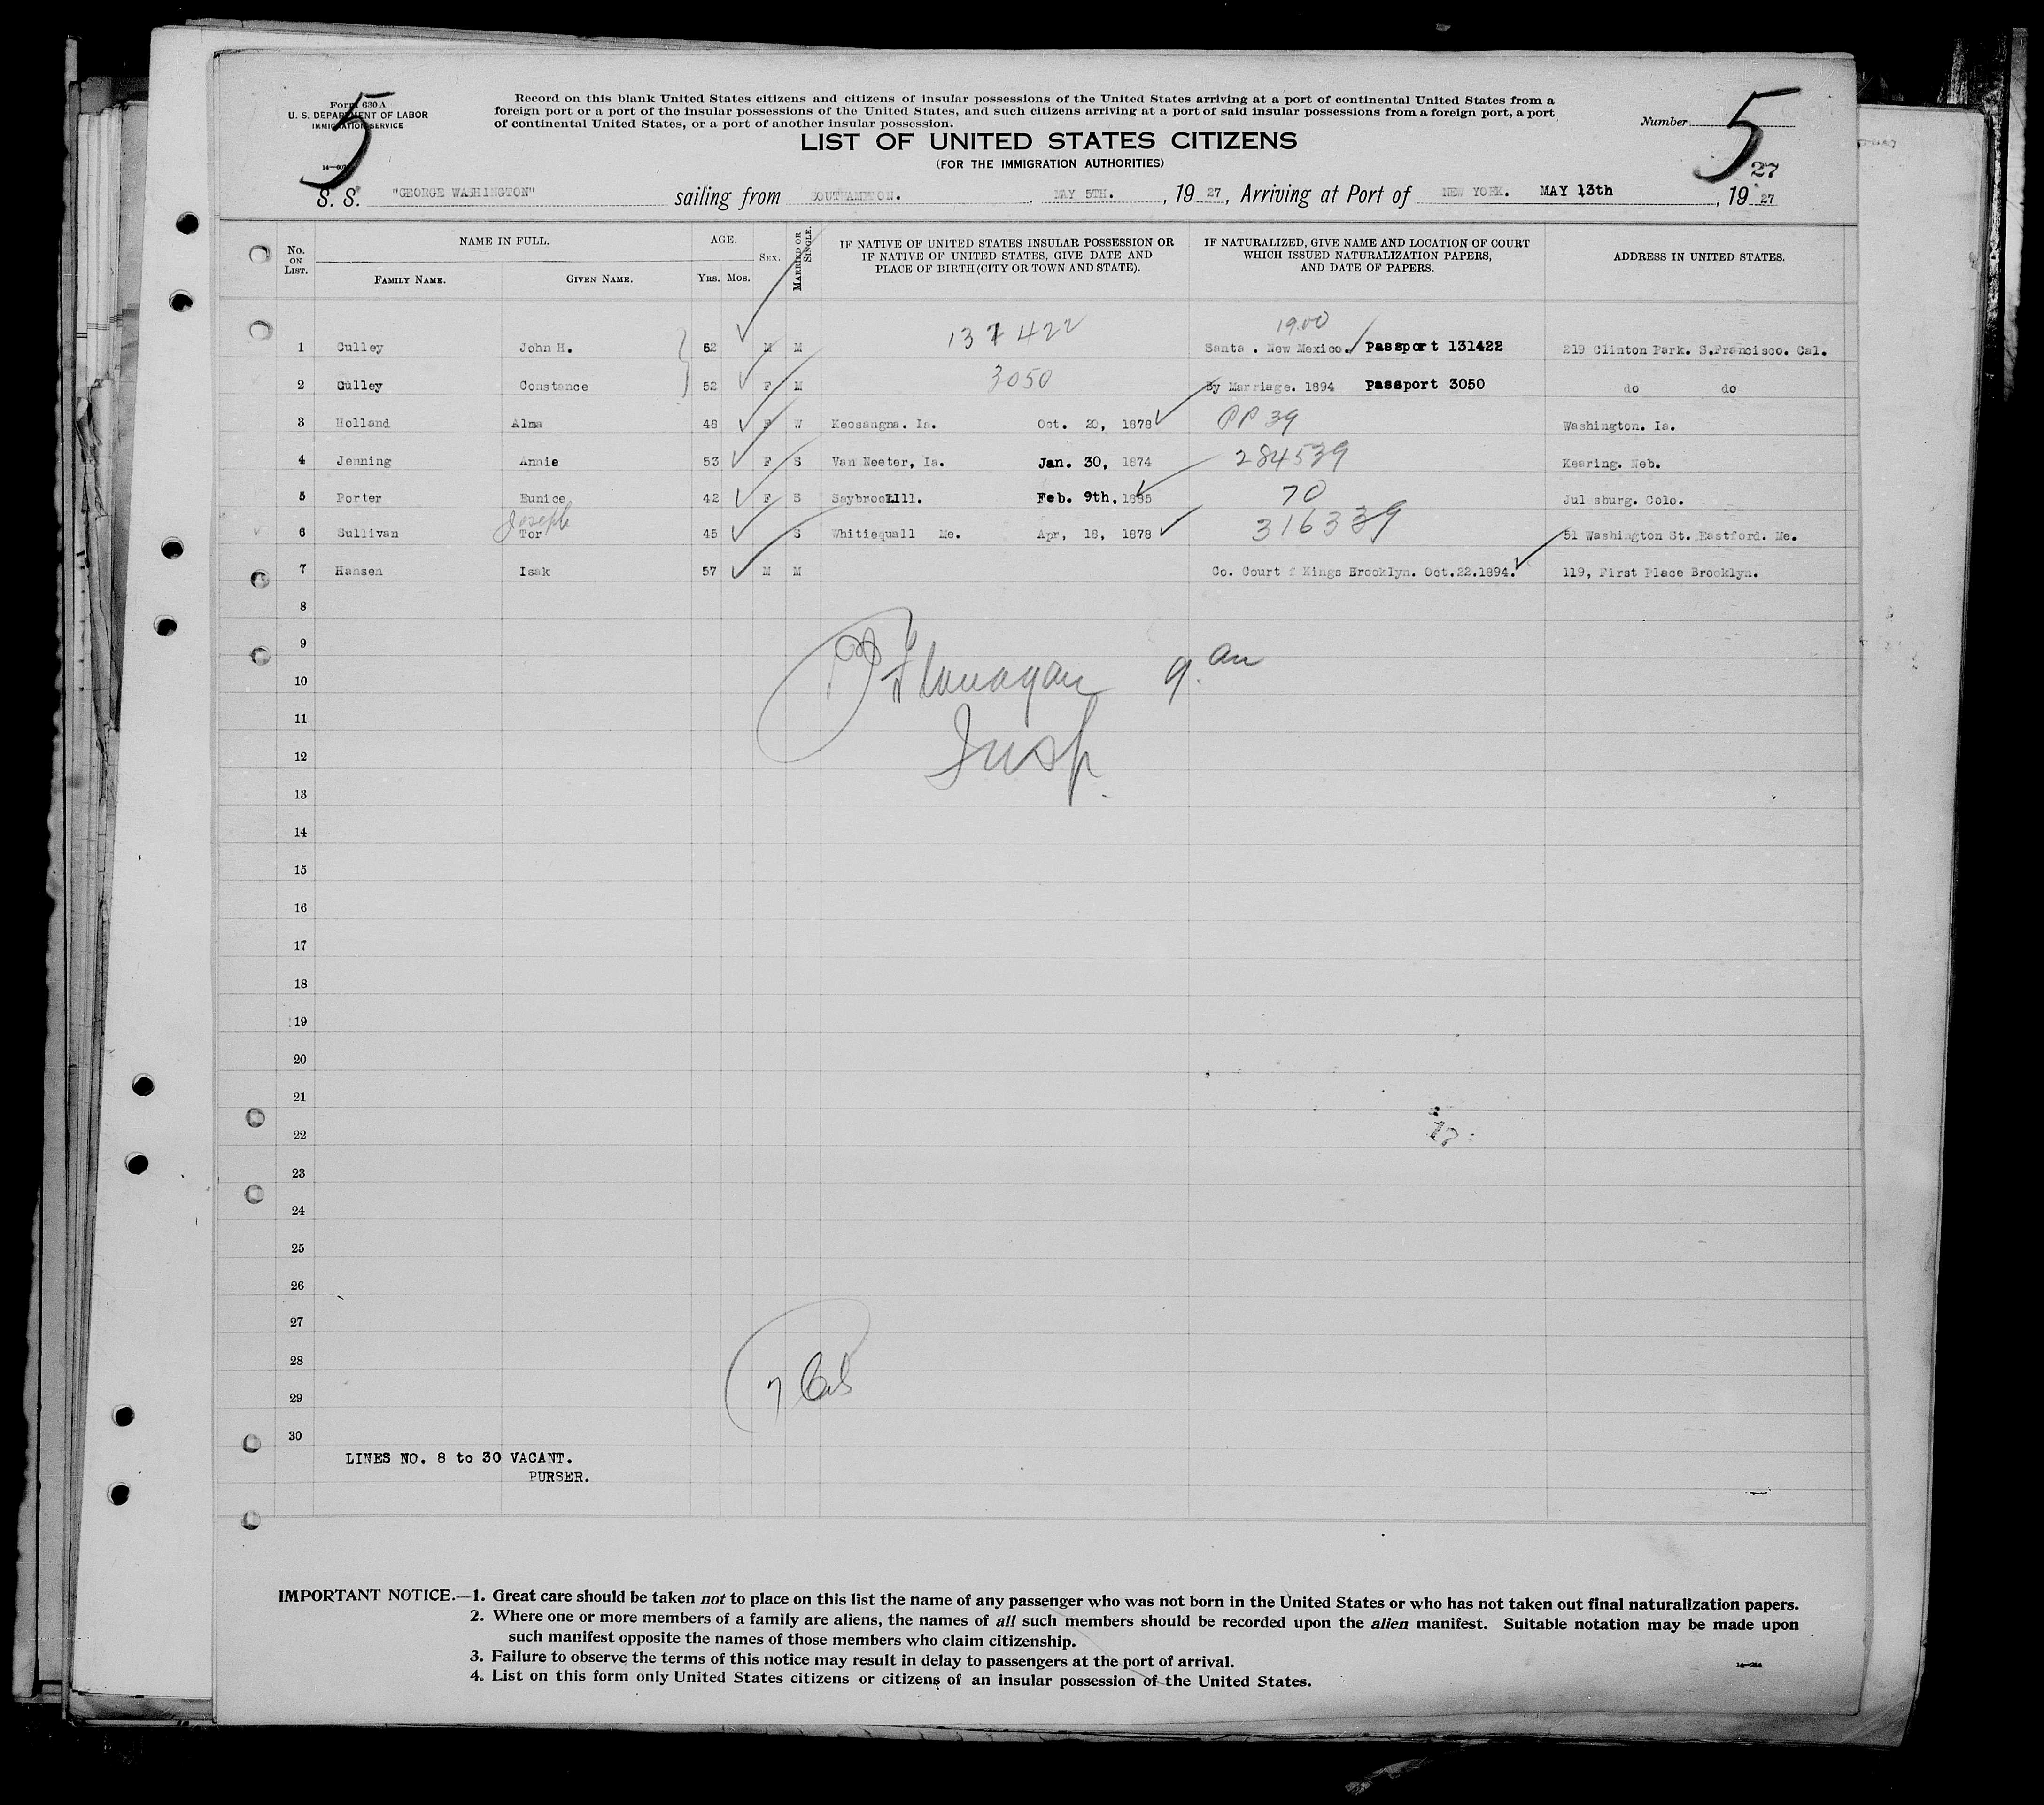 Form 630 A
U. S. DEPARTMENT OF LABOR
IMMIGRATION SERVICE
5
Record on this blank United States citizens and citizens of insular possessions of the United States arriving at a port of continental United States from a
foreign port or a port of the insular possessions of the United States, and such citizens arriving at a port of said insular possessions from a foreign port, a port
of continental United States, or a port of another insular possession.
Number 5
LIST OF UNITED STATES CITIZENS
(FOR THE IMMIGRATION AUTHORITIES)
27
S. S. "GEORGE WASHINGTON" sailing from SOUTHAMPTON. , MAY 5TH. , 19 27, Arriving at Port of NEW YORK. MAY 13th , 19 27
No. ON LIST. NAME IN FULL. AGE. SEX. MARRIED OR SINGLE. IF NATIVE OF UNITED STATES INSULAR POSSESSION OR IF NATIVE OF UNITED STATES, GIVE DATE AND PLACE OF BIRTH (CITY OR TOWN AND STATE). IF NATURALIZED, GIVE NAME AND LOCATION OF COURT WHICH ISSUED NATURALIZATION PAPERS, AND DATE OF PAPERS. ADDRESS IN UNITED STATES.
FAMILY NAME. GIVEN NAME. YRS. MOS.
137422 1900
1 Culley John H. 62 M M Santa . New Mexico. Passport 131422 219 Clinton Park. S.Francisco. Cal.
2 Culley Constance 52 F M 3050 By Marriage. 1894 Passport 3050 do do
3 Holland Alma 48 F W Keosangna. Ia. Oct. 20, 1878 PP 39 Washington. Ia.
4 Jenning Annie 53 F S Van Neeter, Ia. Jan. 30, 1874 284539 Kearing. Neb.
5 Porter Eunice 42 F S Saybrook Ill. Feb. 9th, 1885 70 Julesburg. Colo.
Joseph
6 Sullivan Tor 45 S Whitiequall Me. Apr, 18, 1878 316339 51 Washington St. Eastford. Me.
7 Hansen Isak 57 M M Co. Court f Kings Brooklyn. Oct.22.1894. 119, First Place Brooklyn.
8
9
10 Flanagan 9 am
11
12 Insp.
13
14
15
16
17
18
19
20
21
22
23
24
25
26
27
28
29 7
30
LINES NO. 8 to 30 VACANT.
PURSER.
IMPORTANT NOTICE.—1. Great care should be taken not to place on this list the name of any passenger who was not born in the United States or who has not taken out final naturalization papers.
2. Where one or more members of a family are aliens, the names of all such members should be recorded upon the alien manifest. Suitable notation may be made upon
such manifest opposite the names of those members who claim citizenship.
3. Failure to observe the terms of this notice may result in delay to passengers at the port of arrival.
4. List on this form only United States citizens or citizens of an insular possession of the United States.